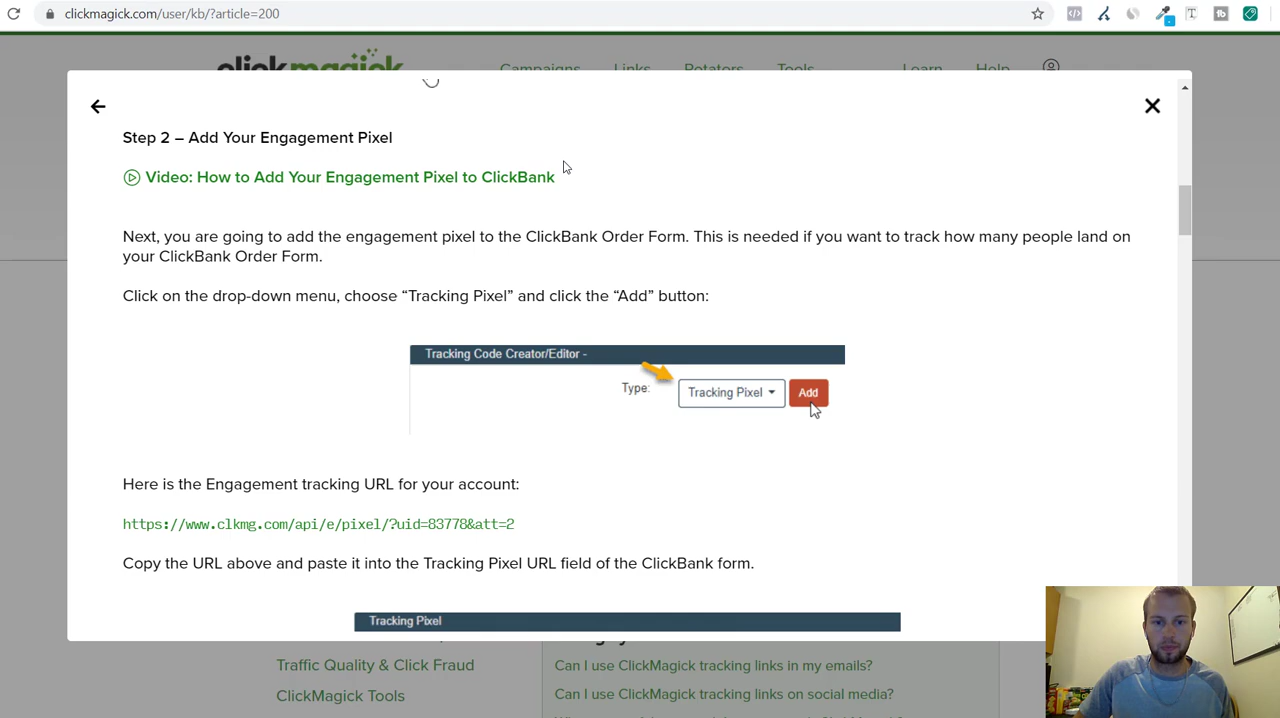 clickmagick.com/user/kb/?article=200
clickmagick
Campaigns Links Rotators Tools Learn Help
Step 2 – Add Your Engagement Pixel
Video: How to Add Your Engagement Pixel to ClickBank
Next, you are going to add the engagement pixel to the ClickBank Order Form. This is needed if you want to track how many people land on
your ClickBank Order Form.
Click on the drop-down menu, choose “Tracking Pixel” and click the “Add” button:
Tracking Code Creator/Editor -
Type: Tracking Pixel Add
Here is the Engagement tracking URL for your account:
https://www.clkmg.com/api/e/pixel/?uid=83778&att=2
Copy the URL above and paste it into the Tracking Pixel URL field of the ClickBank form.
Tracking Pixel
Traffic Quality & Click Fraud
Can I use ClickMagick tracking links in my emails?
ClickMagick Tools
Can I use ClickMagick tracking links on social media?